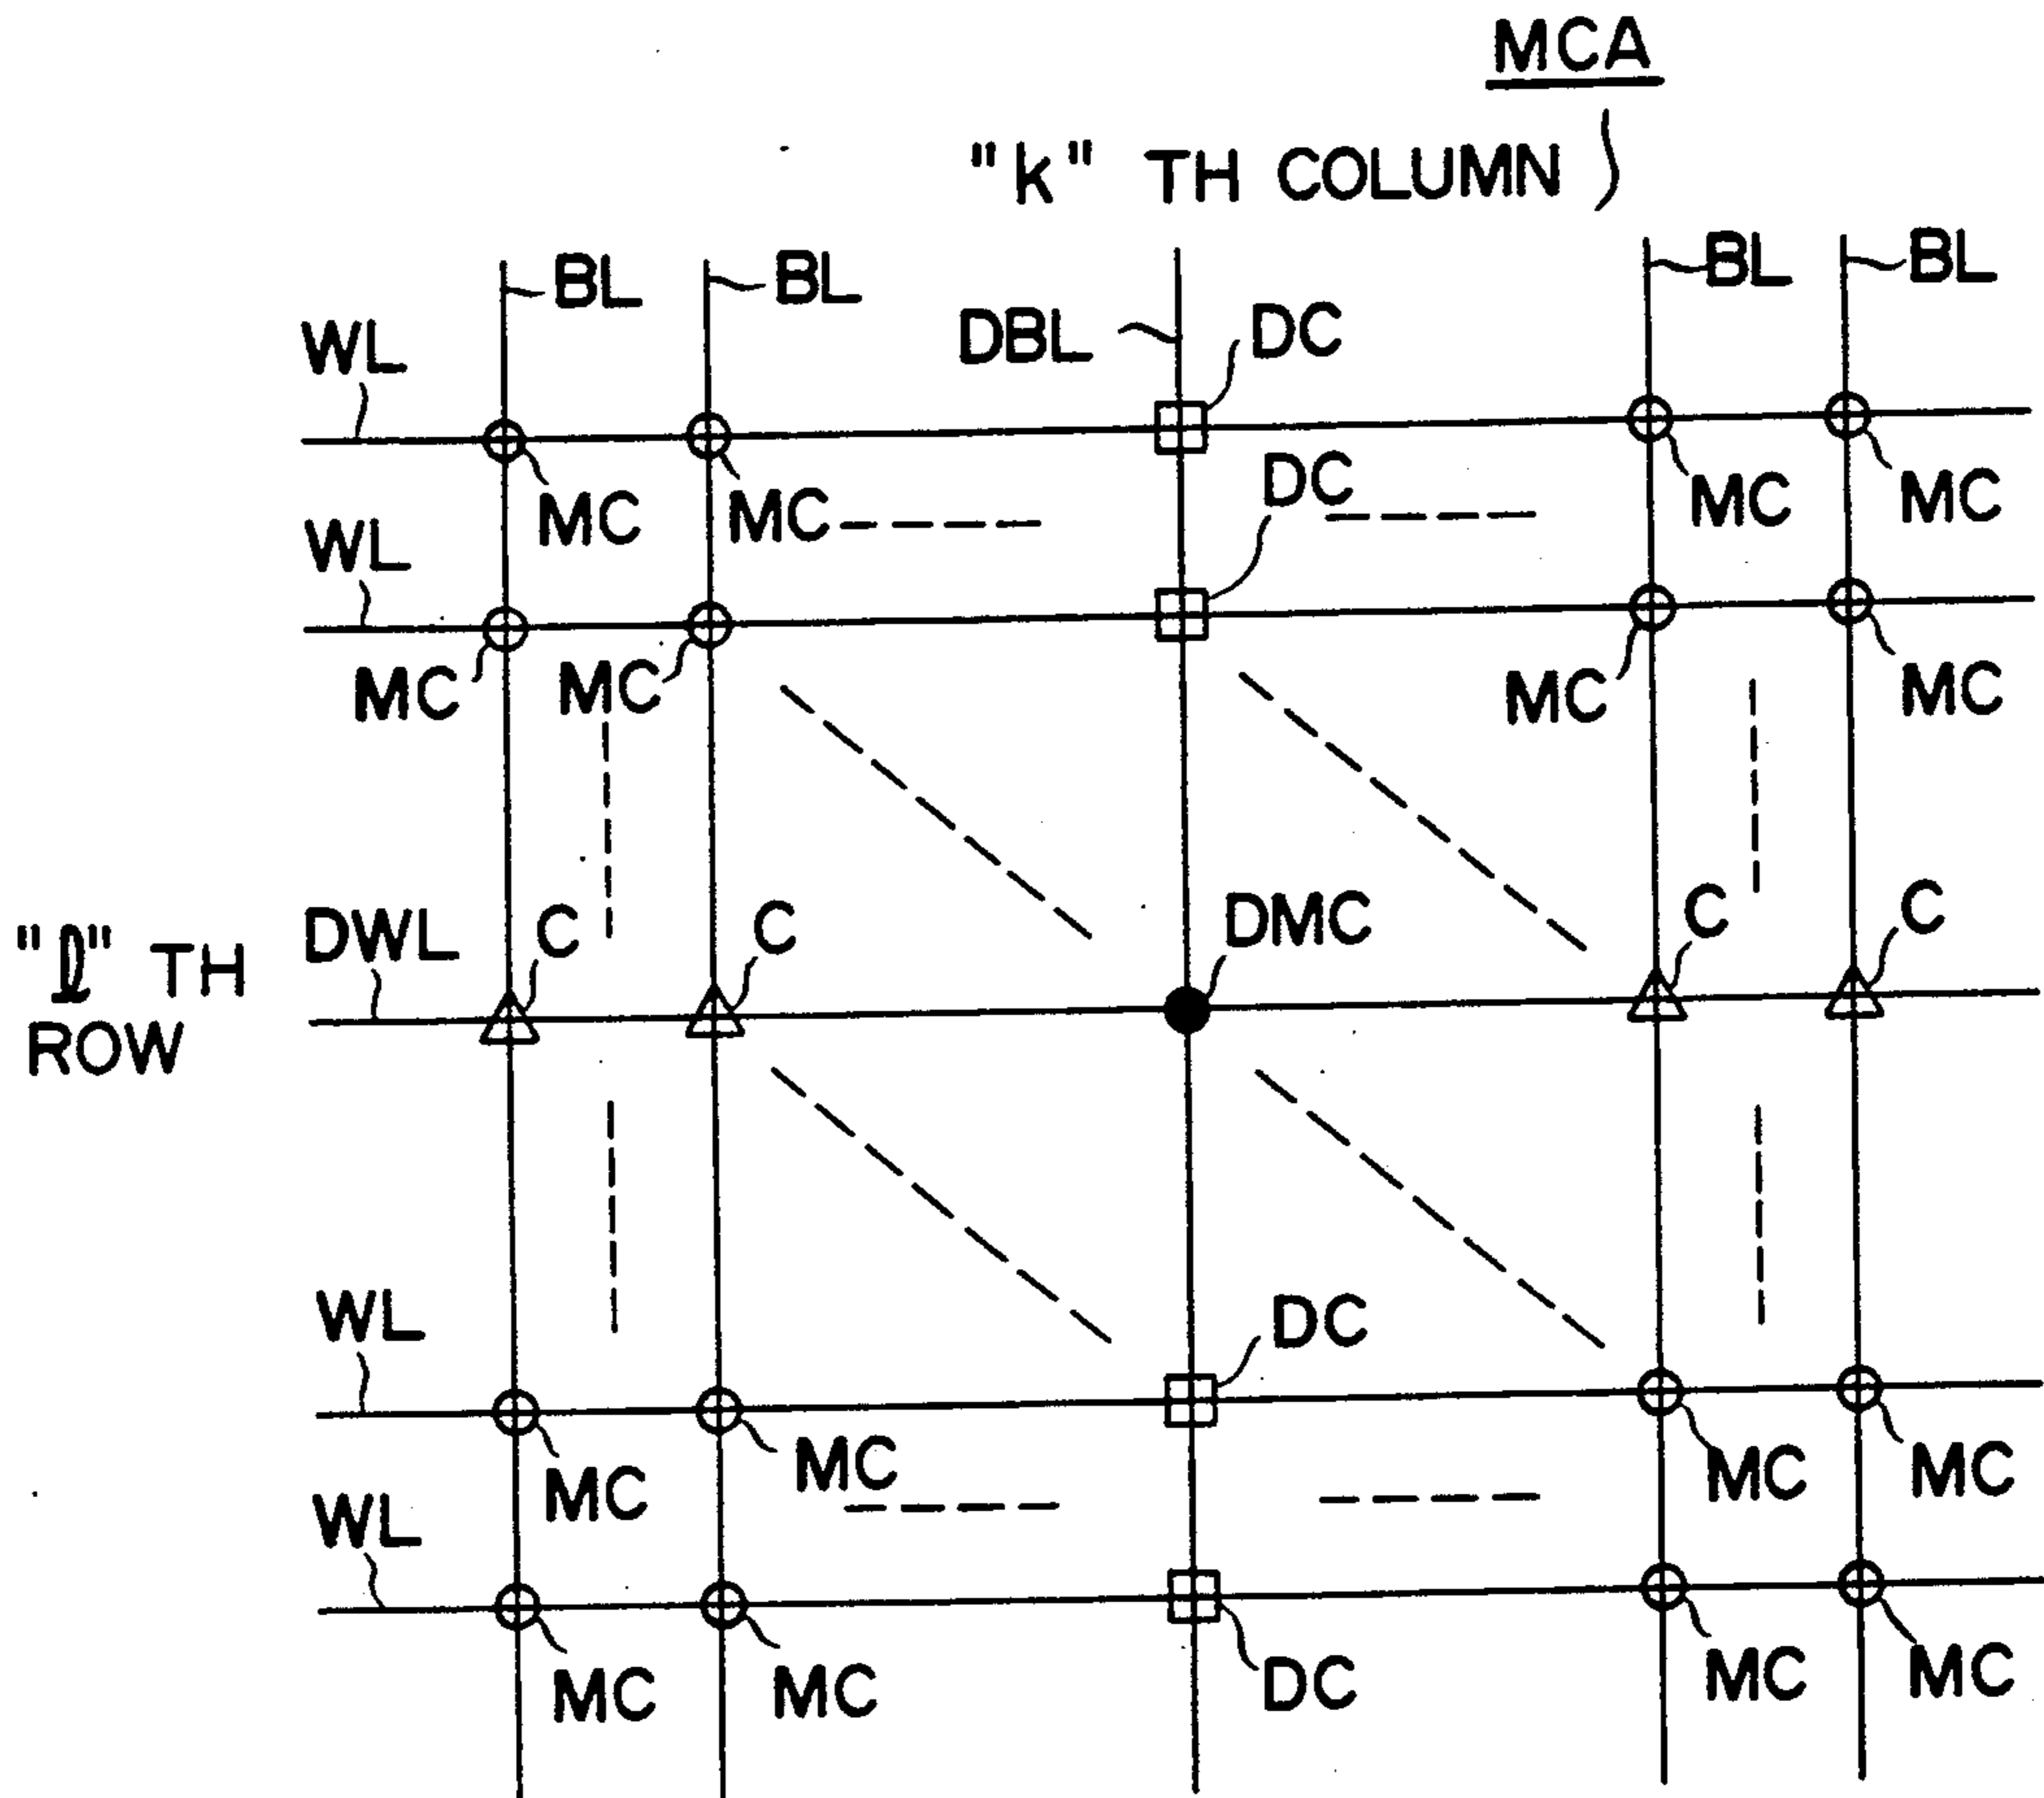 MCA
"k" TH COLUMN
BL BL BL BL
WL DBL DC
MC MC DC MC MC
WL
MC MC MC MC
"l" TH ROW
DWL C C DMC C C
WL DC
MC MC MC MC
WL
MC MC DC MC MC